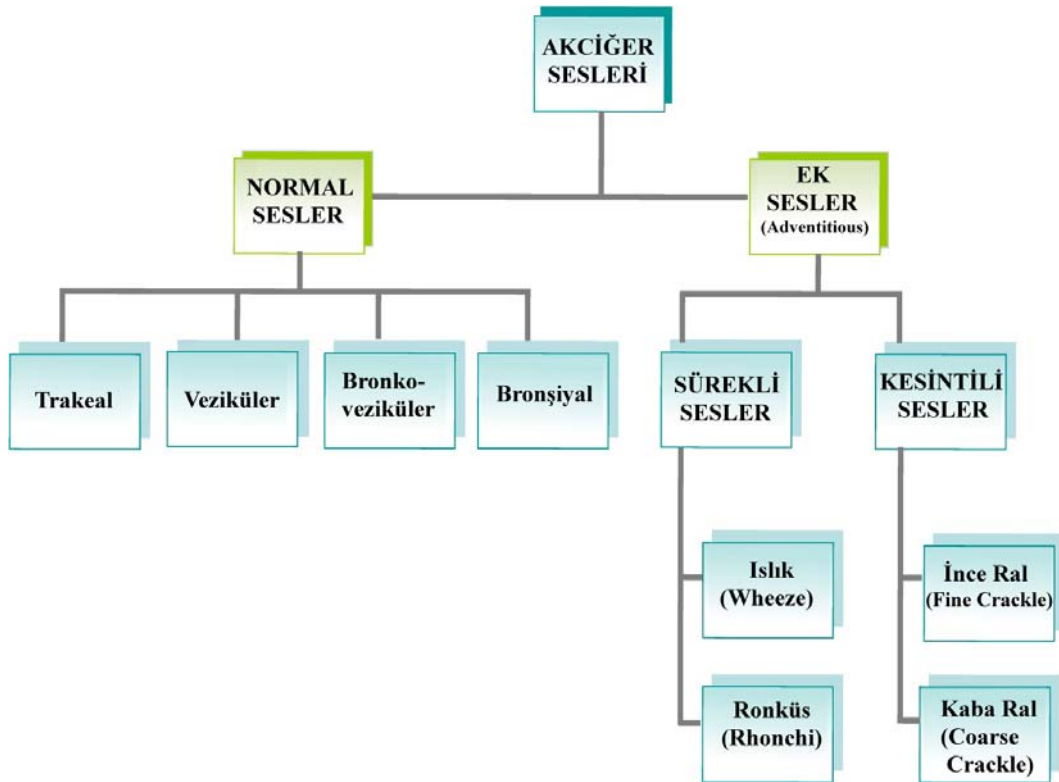 AKCİĞER
SESLERİ
NORMAL
SESLER
EK
SESLER
(Adventitious)
Trakeal
Veziküler
Bronko-
veziküler
Bronşiyal
SÜREKLİ
SESLER
KESİNTİLİ
SESLER
Islık
(Wheeze)
İnce Ral
(Fine Crackle)
Ronküs
(Rhonchi)
Kaba Ral
(Coarse
Crackle)